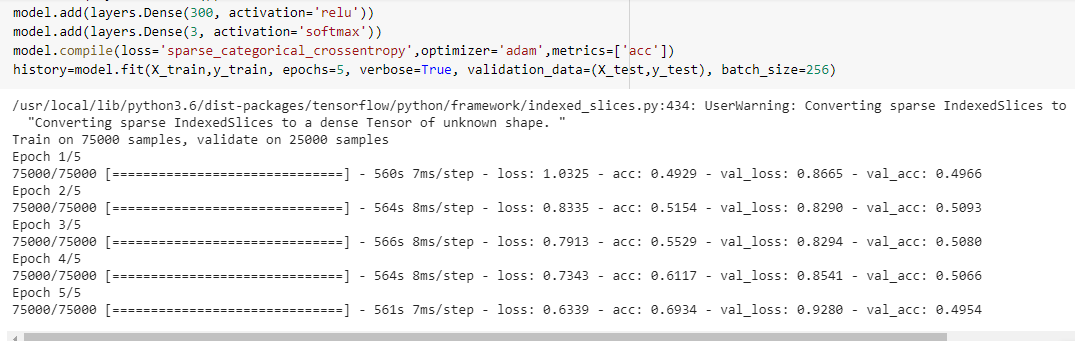 model.add(layers.Dense(300, activation='relu'))
model.add(layers.Dense(3, activation='softmax'))
model.compile(loss='sparse_categorical_crossentropy',optimizer='adam',metrics=['acc'])
history=model.fit(X_train,y_train, epochs=5, verbose=True, validation_data=(X_test,y_test), batch_size=256)
/usr/local/lib/python3.6/dist-packages/tensorflow/python/framework/indexed_slices.py:434: UserWarning: Converting sparse IndexedSlices to
"Converting sparse IndexedSlices to a dense Tensor of unknown shape. "
Train on 75000 samples, validate on 25000 samples
Epoch 1/5
75000/75000 [==============================] - 560s 7ms/step - loss: 1.0325 - acc: 0.4929 - val_loss: 0.8665 - val_acc: 0.4966
Epoch 2/5
75000/75000 [==============================] - 564s 8ms/step - loss: 0.8335 - acc: 0.5154 - val_loss: 0.8290 - val_acc: 0.5093
Epoch 3/5
75000/75000 [==============================] - 566s 8ms/step - loss: 0.7913 - acc: 0.5529 - val_loss: 0.8294 - val_acc: 0.5080
Epoch 4/5
75000/75000 [==============================] - 564s 8ms/step - loss: 0.7343 - acc: 0.6117 - val_loss: 0.8541 - val_acc: 0.5066
Epoch 5/5
75000/75000 [==============================] - 561s 7ms/step - loss: 0.6339 - acc: 0.6934 - val_loss: 0.9280 - val_acc: 0.4954